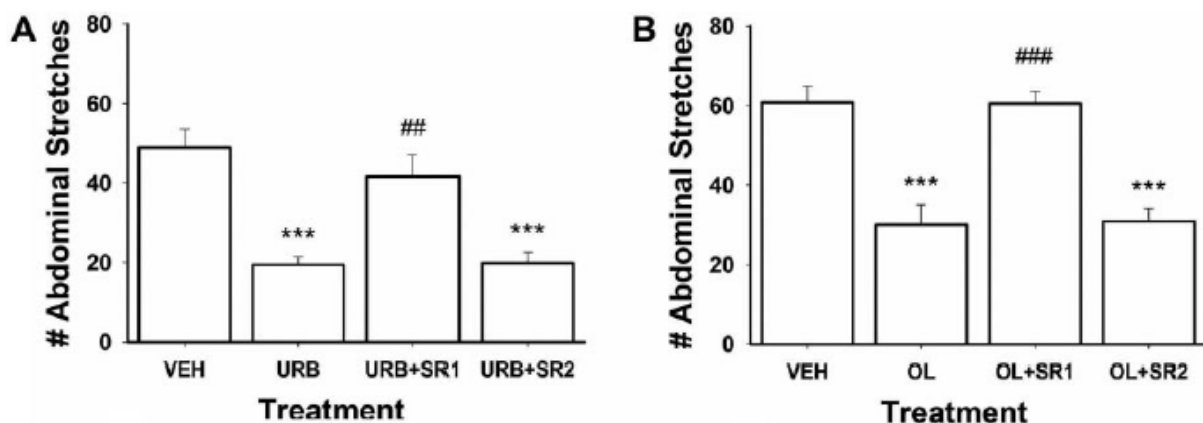 A
# Abdominal Stretches
80
60
40
20
0
***
##
***
VEH URB URB+SR1 URB+SR2
Treatment
B
# Abdominal Stretches
80
60
40
20
0
***
###
***
VEH OL OL+SR1 OL+SR2
Treatment